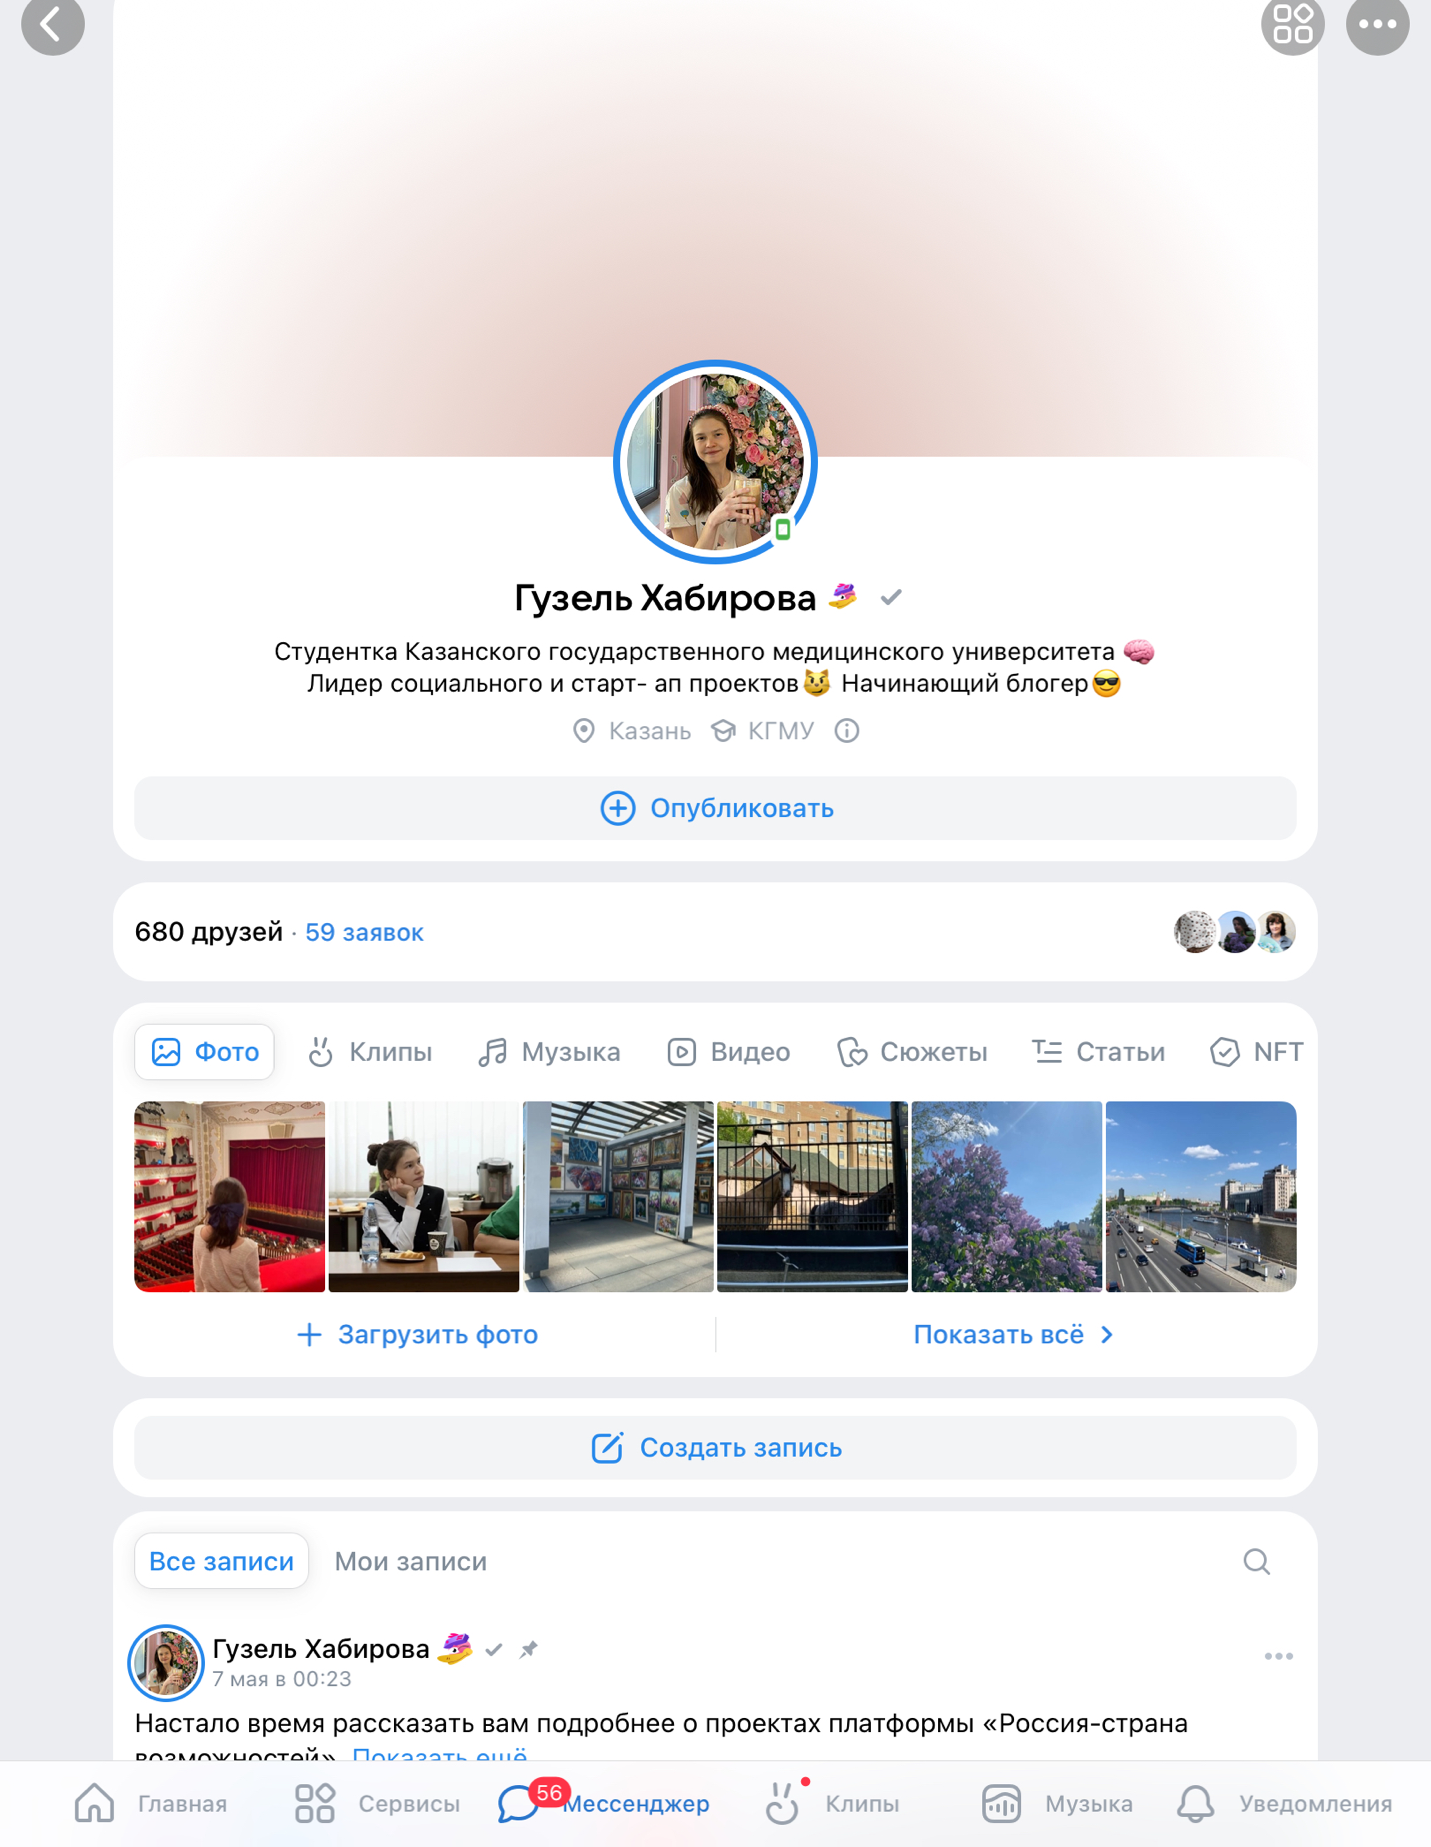 Гузель Хабирова
Студентка Казанского государственного медицинского университета 🧠
Лидер социального и старт- ап проектов😼 Начинающий блогер😎
Казань КГМУ
Опубликовать
680 друзей · 59 заявок
Фото Клипы Музыка Видео Сюжеты Статьи NFT
+ Загрузить фото Показать всё
Создать запись
Все записи Мои записи
Гузель Хабирова
7 мая в 00:23
Настало время рассказать вам подробнее о проектах платформы «Россия-страна
возможностей». Показать ещё
Главная Сервисы 56 Мессенджер Клипы Музыка Уведомления